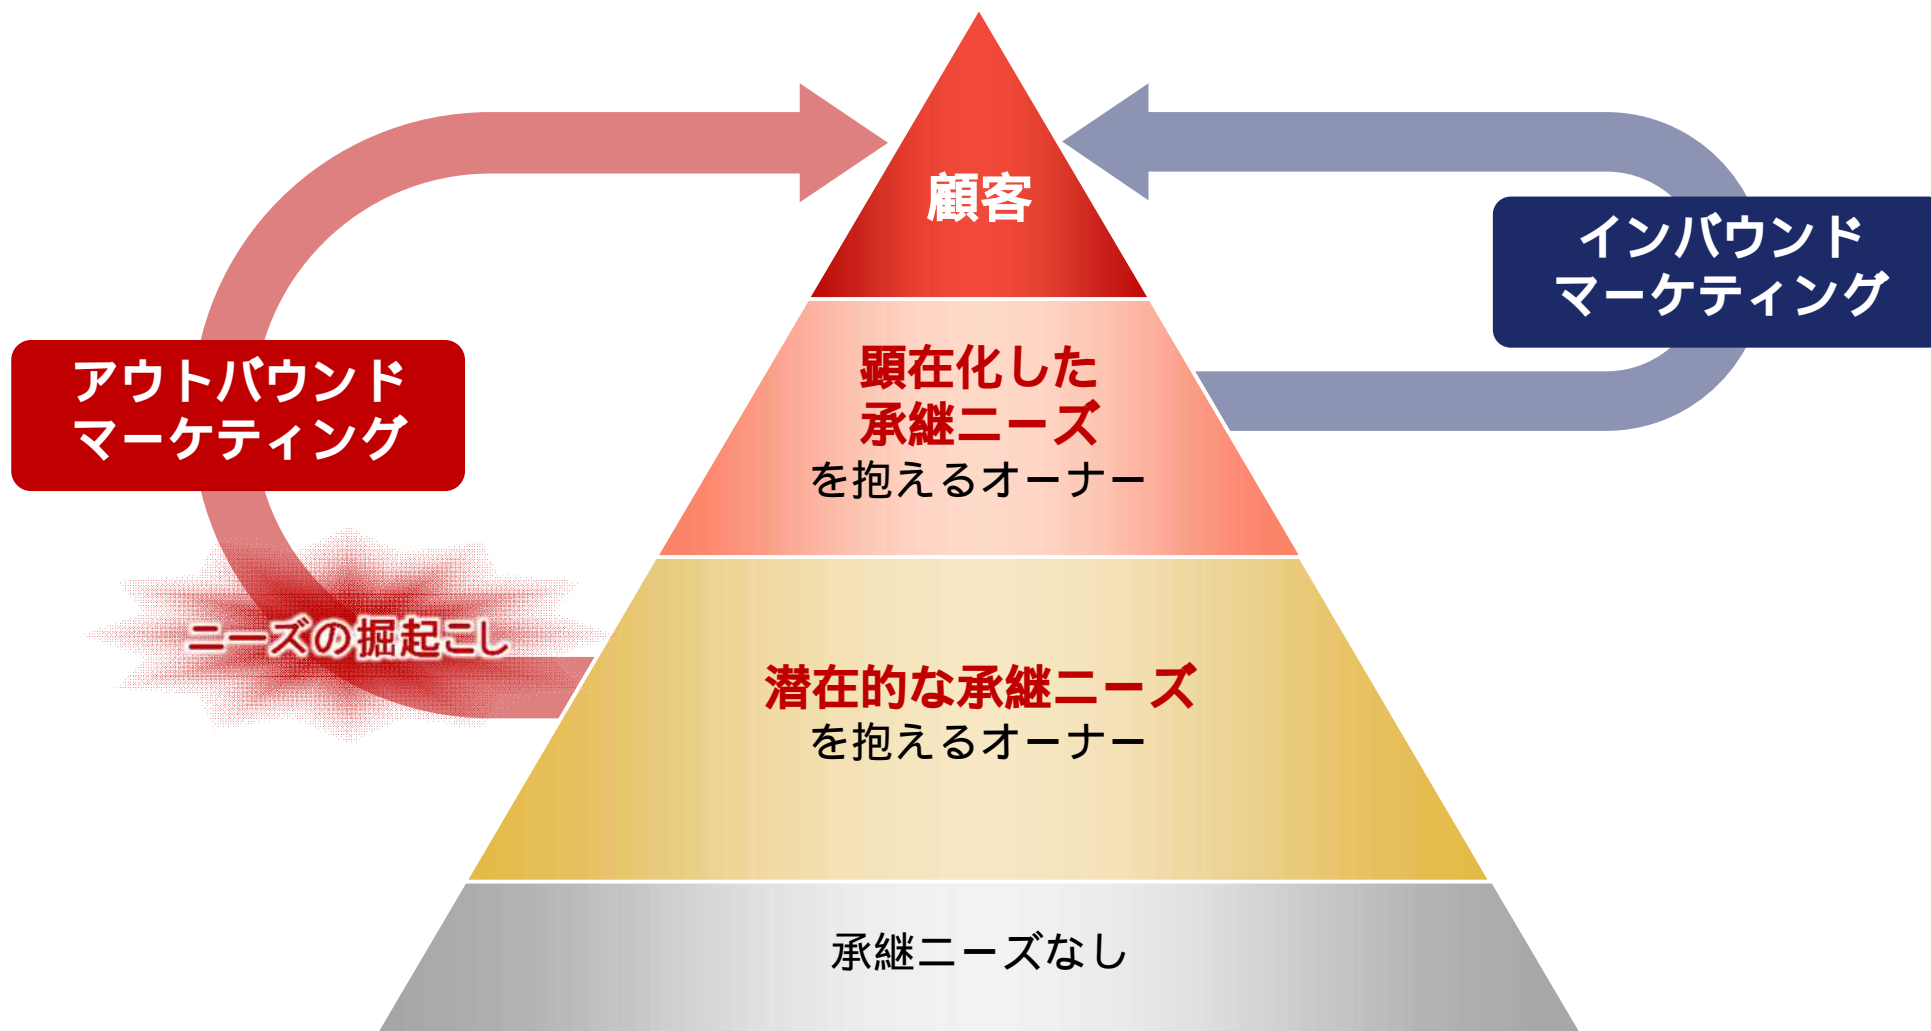 顧客
インバウンド
マーケティング
顕在化した
承継ニーズ
を抱えるオーナー
アウトバウンド
マーケティング
ニーズの掘起こし
潜在的な承継ニーズ
を抱えるオーナー
承継ニーズなし